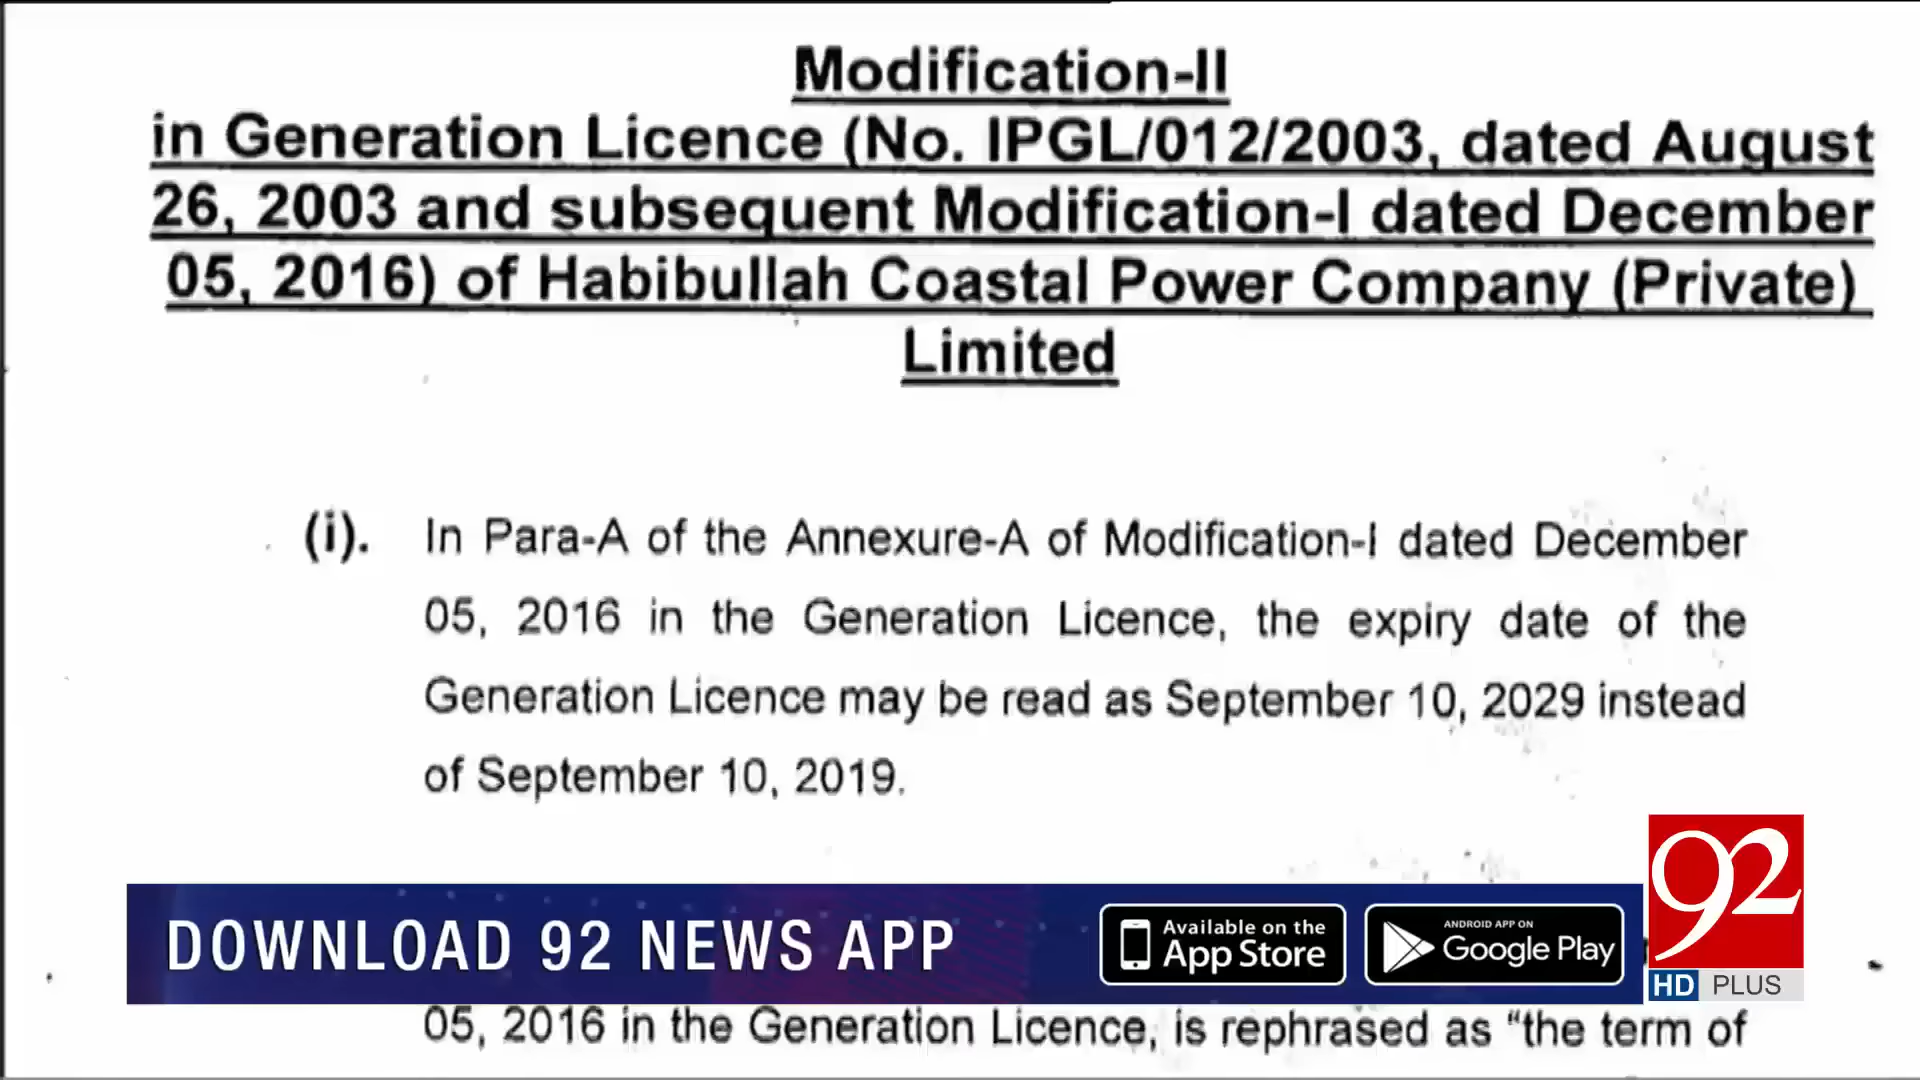 Modification-II
in Generation Licence (No. IPGL/012/2003, dated August
26, 2003 and subsequent Modification-I dated December
05, 2016) of Habibullah Coastal Power Company (Private)
Limited
(i). In Para-A of the Annexure-A of Modification-I dated December
05, 2016 in the Generation Licence, the expiry date of the
Generation Licence may be read as September 10, 2029 instead
of September 10, 2019.
DOWNLOAD 92 NEWS APP
Available on the
App Store
ANDROID APP ON
Google Play
92
HD PLUS
05, 2016 in the Generation Licence, is rephrased as “the term of